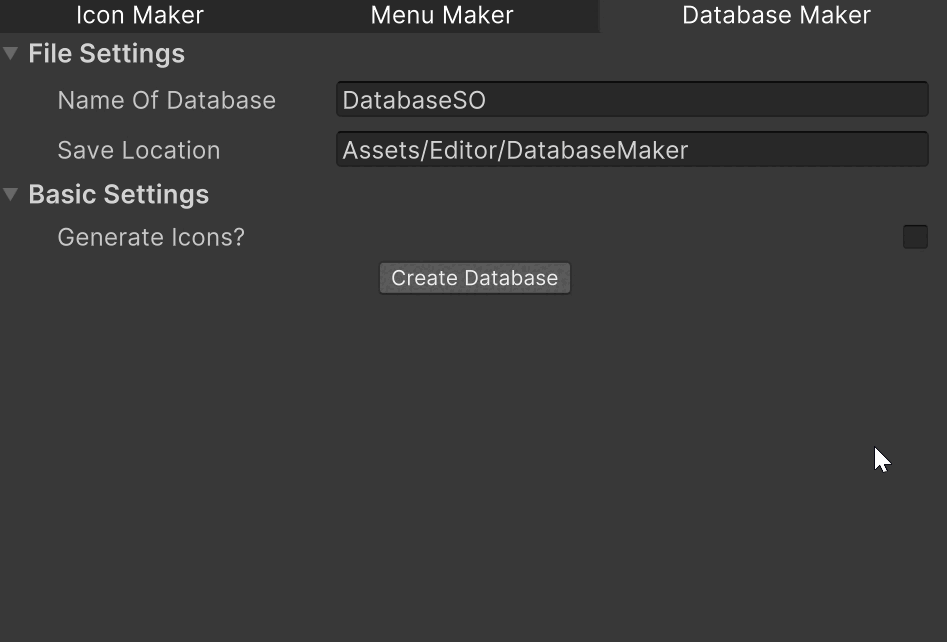 Icon Maker Menu Maker Database Maker
File Settings
Name Of Database DatabaseSO
Save Location Assets/Editor/DatabaseMaker
Basic Settings
Generate Icons?
Create Database